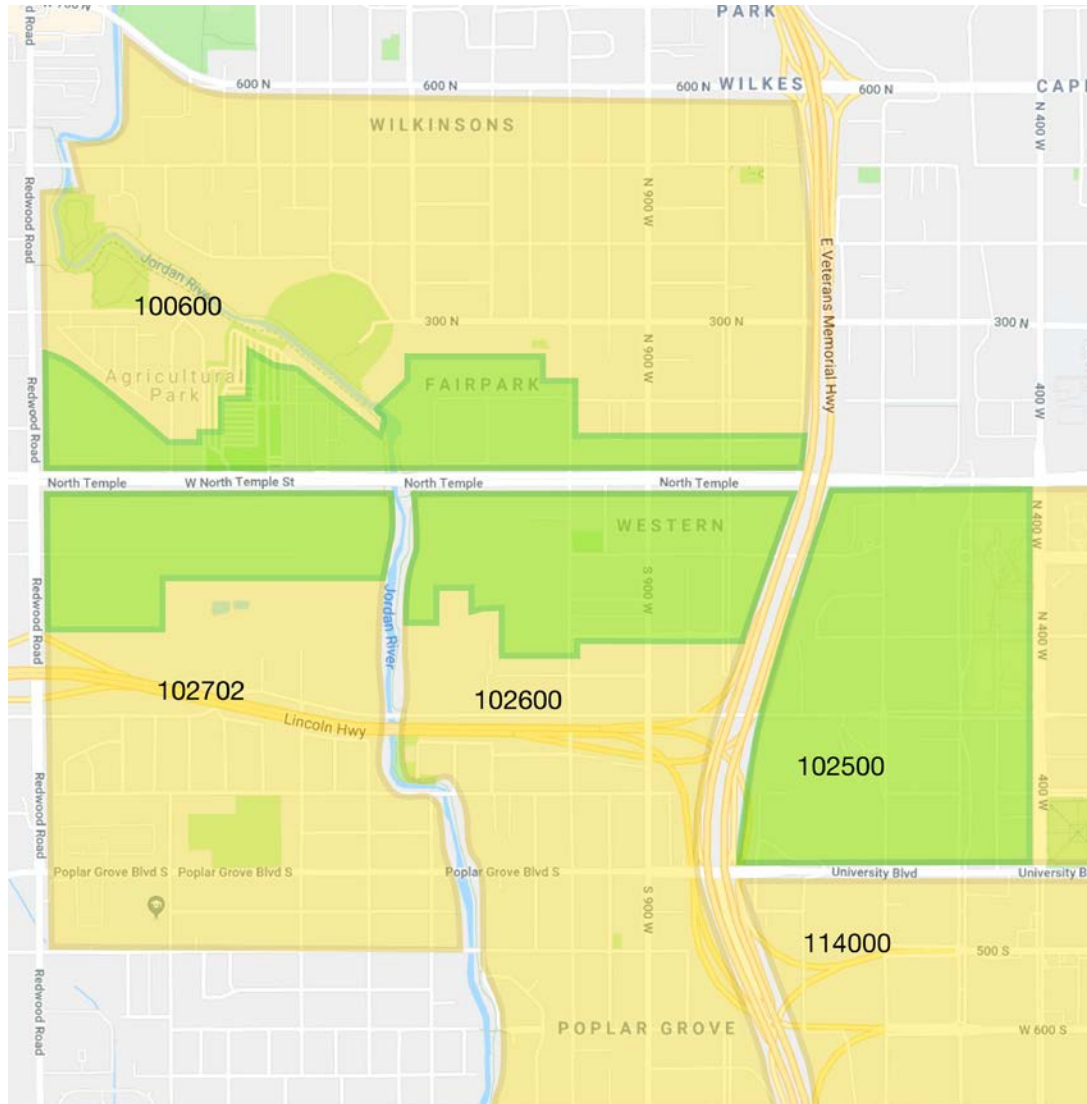 W 700 N
d Road
PARK
600 N
600 N
600 N
WILKES
600 N
CAPI
WILKINSONS
N 400 W
Redwood Road
N 900 W
Jordan River
E Veterans Memorial Hwy
100600
300 N
300 N
300 N
N 900 W
Agricultural
Park
FAIRPARK
Redwood Road
400 W
North Temple
W North Temple St
North Temple
North Temple
WESTERN
N 400 W
Redwood Road
S 900 W
Jordan River
N 400 W
102702
102600
Lincoln Hwy
102500
Redwood Road
400 W
Poplar Grove Blvd S
Poplar Grove Blvd S
Poplar Grove Blvd S
University Blvd
University B
S 900 W
114000
500 S
Redwood Road
POPLAR GROVE
W 600 S